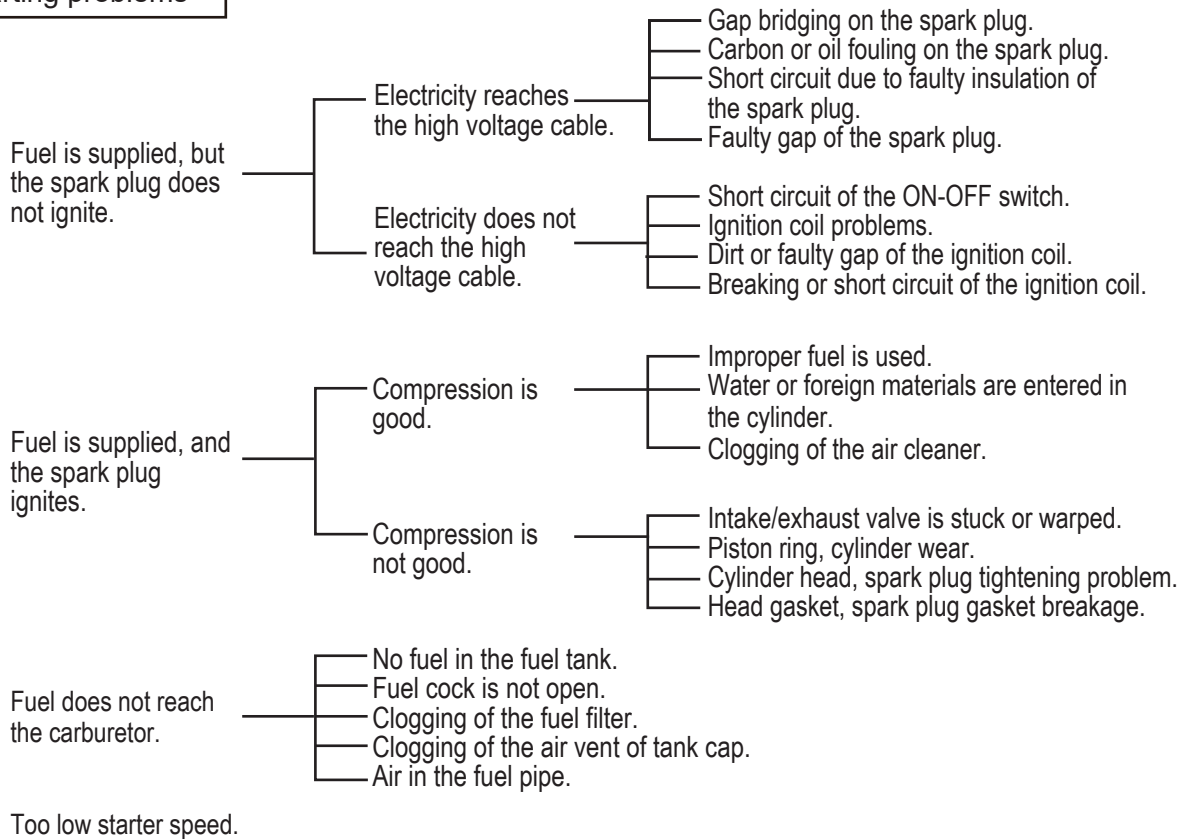 rting problems
Fuel is supplied, but
the spark plug does
not ignite.
Electricity reaches
the high voltage cable.
Gap bridging on the spark plug.
Carbon or oil fouling on the spark plug.
Short circuit due to faulty insulation of
the spark plug.
Faulty gap of the spark plug.
Electricity does not
reach the high
voltage cable.
Short circuit of the ON-OFF switch.
Ignition coil problems.
Dirt or faulty gap of the ignition coil.
Breaking or short circuit of the ignition coil.
Fuel is supplied, and
the spark plug
ignites.
Compression is
good.
Improper fuel is used.
Water or foreign materials are entered in
the cylinder.
Clogging of the air cleaner.
Compression is
not good.
Intake/exhaust valve is stuck or warped.
Piston ring, cylinder wear.
Cylinder head, spark plug tightening problem.
Head gasket, spark plug gasket breakage.
Fuel does not reach
the carburetor.
No fuel in the fuel tank.
Fuel cock is not open.
Clogging of the fuel filter.
Clogging of the air vent of tank cap.
Air in the fuel pipe.
Too low starter speed.